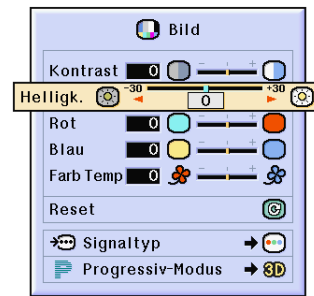 Bild
Kontrast 0 - +
Helligk. -30 0 +30
Rot 0 - +
Blau 0 - +
Farb Temp 0 - +
Reset
Signaltyp
Progressiv-Modus 3D